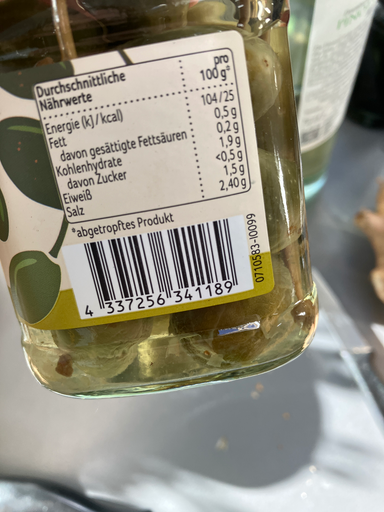 Durchschnittliche
Nährwerte
pro
100 g°
Energie (kJ/kcal) 104/25
Fett 0,5 g
davon gesättigte Fettsäuren 0,2 g
Kohlenhydrate 1,9 g
davon Zucker <0,5 g
Eiweiß 1,5 g
Salz 2,40 g
°abgetropftes Produkt
4 337256 341189
0710583-I0099